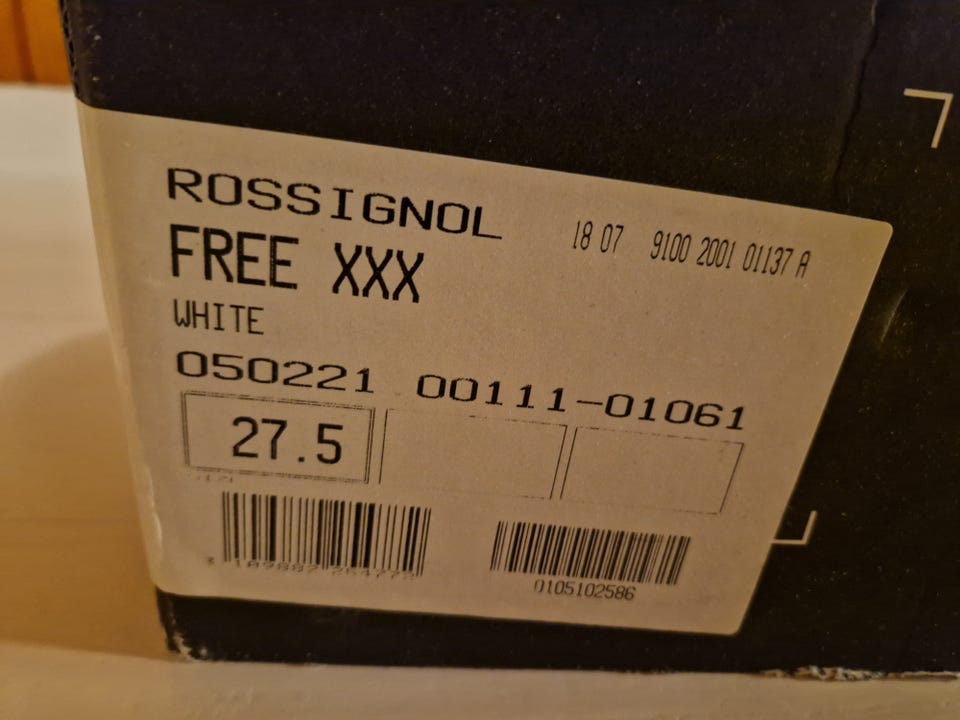 ROSSIGNOL
18 07 9100 2001 01137 A
FREE XXX
WHITE
050221 00111-01061
27.5
0105102586